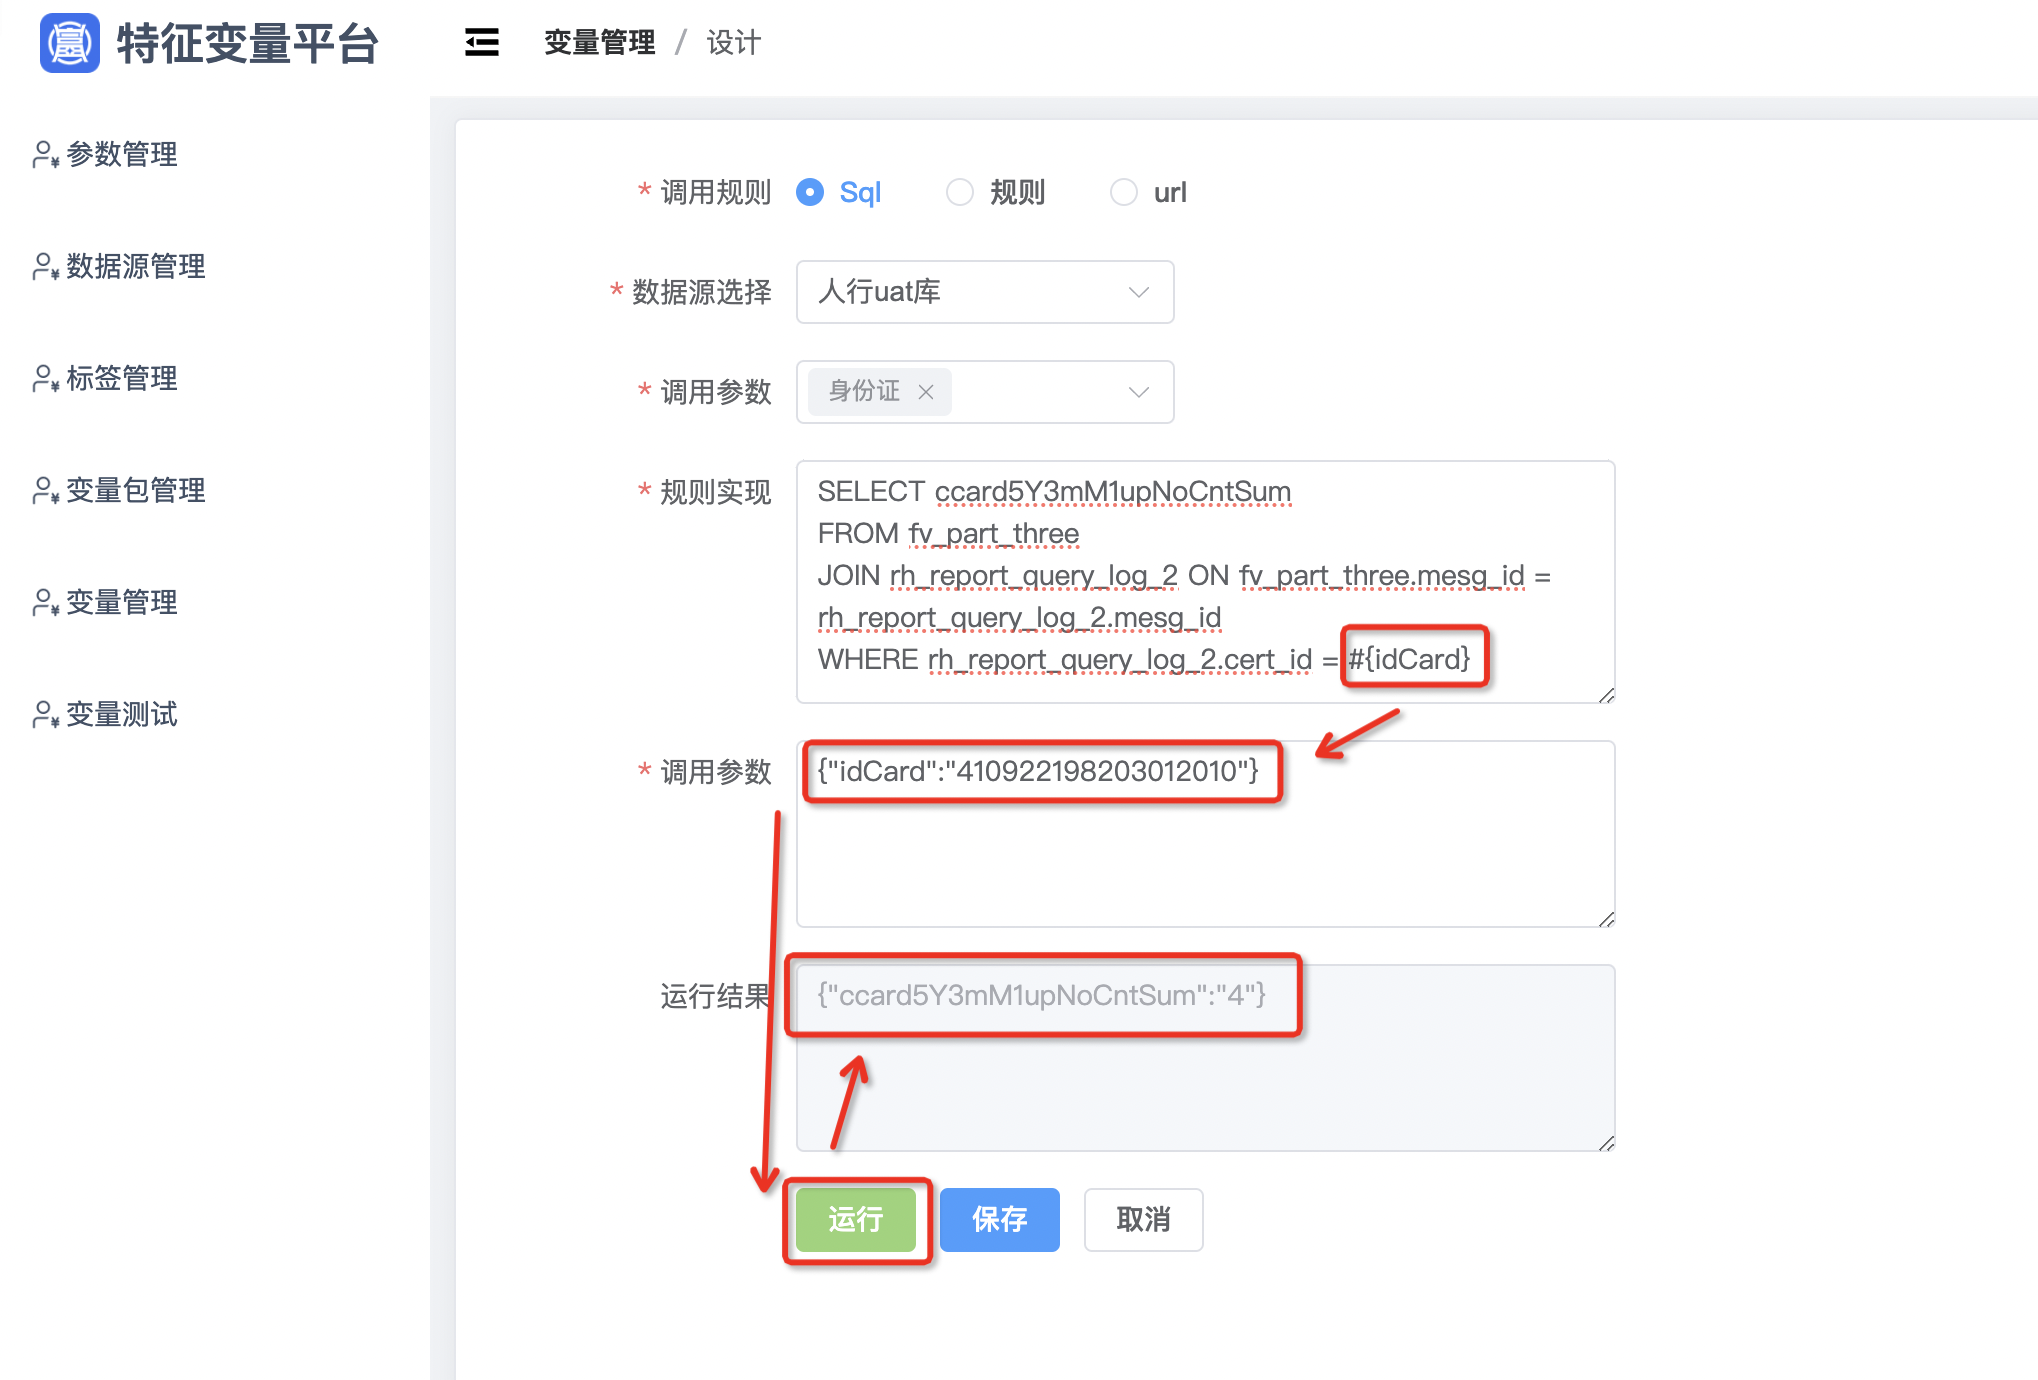 特征变量平台
变量管理 / 设计
参数管理
数据源管理
标签管理
变量包管理
变量管理
变量测试
* 调用规则 Sql 规则 url
* 数据源选择 人行uat库
* 调用参数 身份证
* 规则实现 SELECT ccard5Y3mM1upNoCntSum
FROM fv_part_three
JOIN rh_report_query_log_2 ON fv_part_three.mesg_id =
rh_report_query_log_2.mesg_id
WHERE rh_report_query_log_2.cert_id = #{idCard}
* 调用参数 {"idCard":"410922198203012010"}
运行结果 {"ccard5Y3mM1upNoCntSum":"4"}
运行 保存 取消